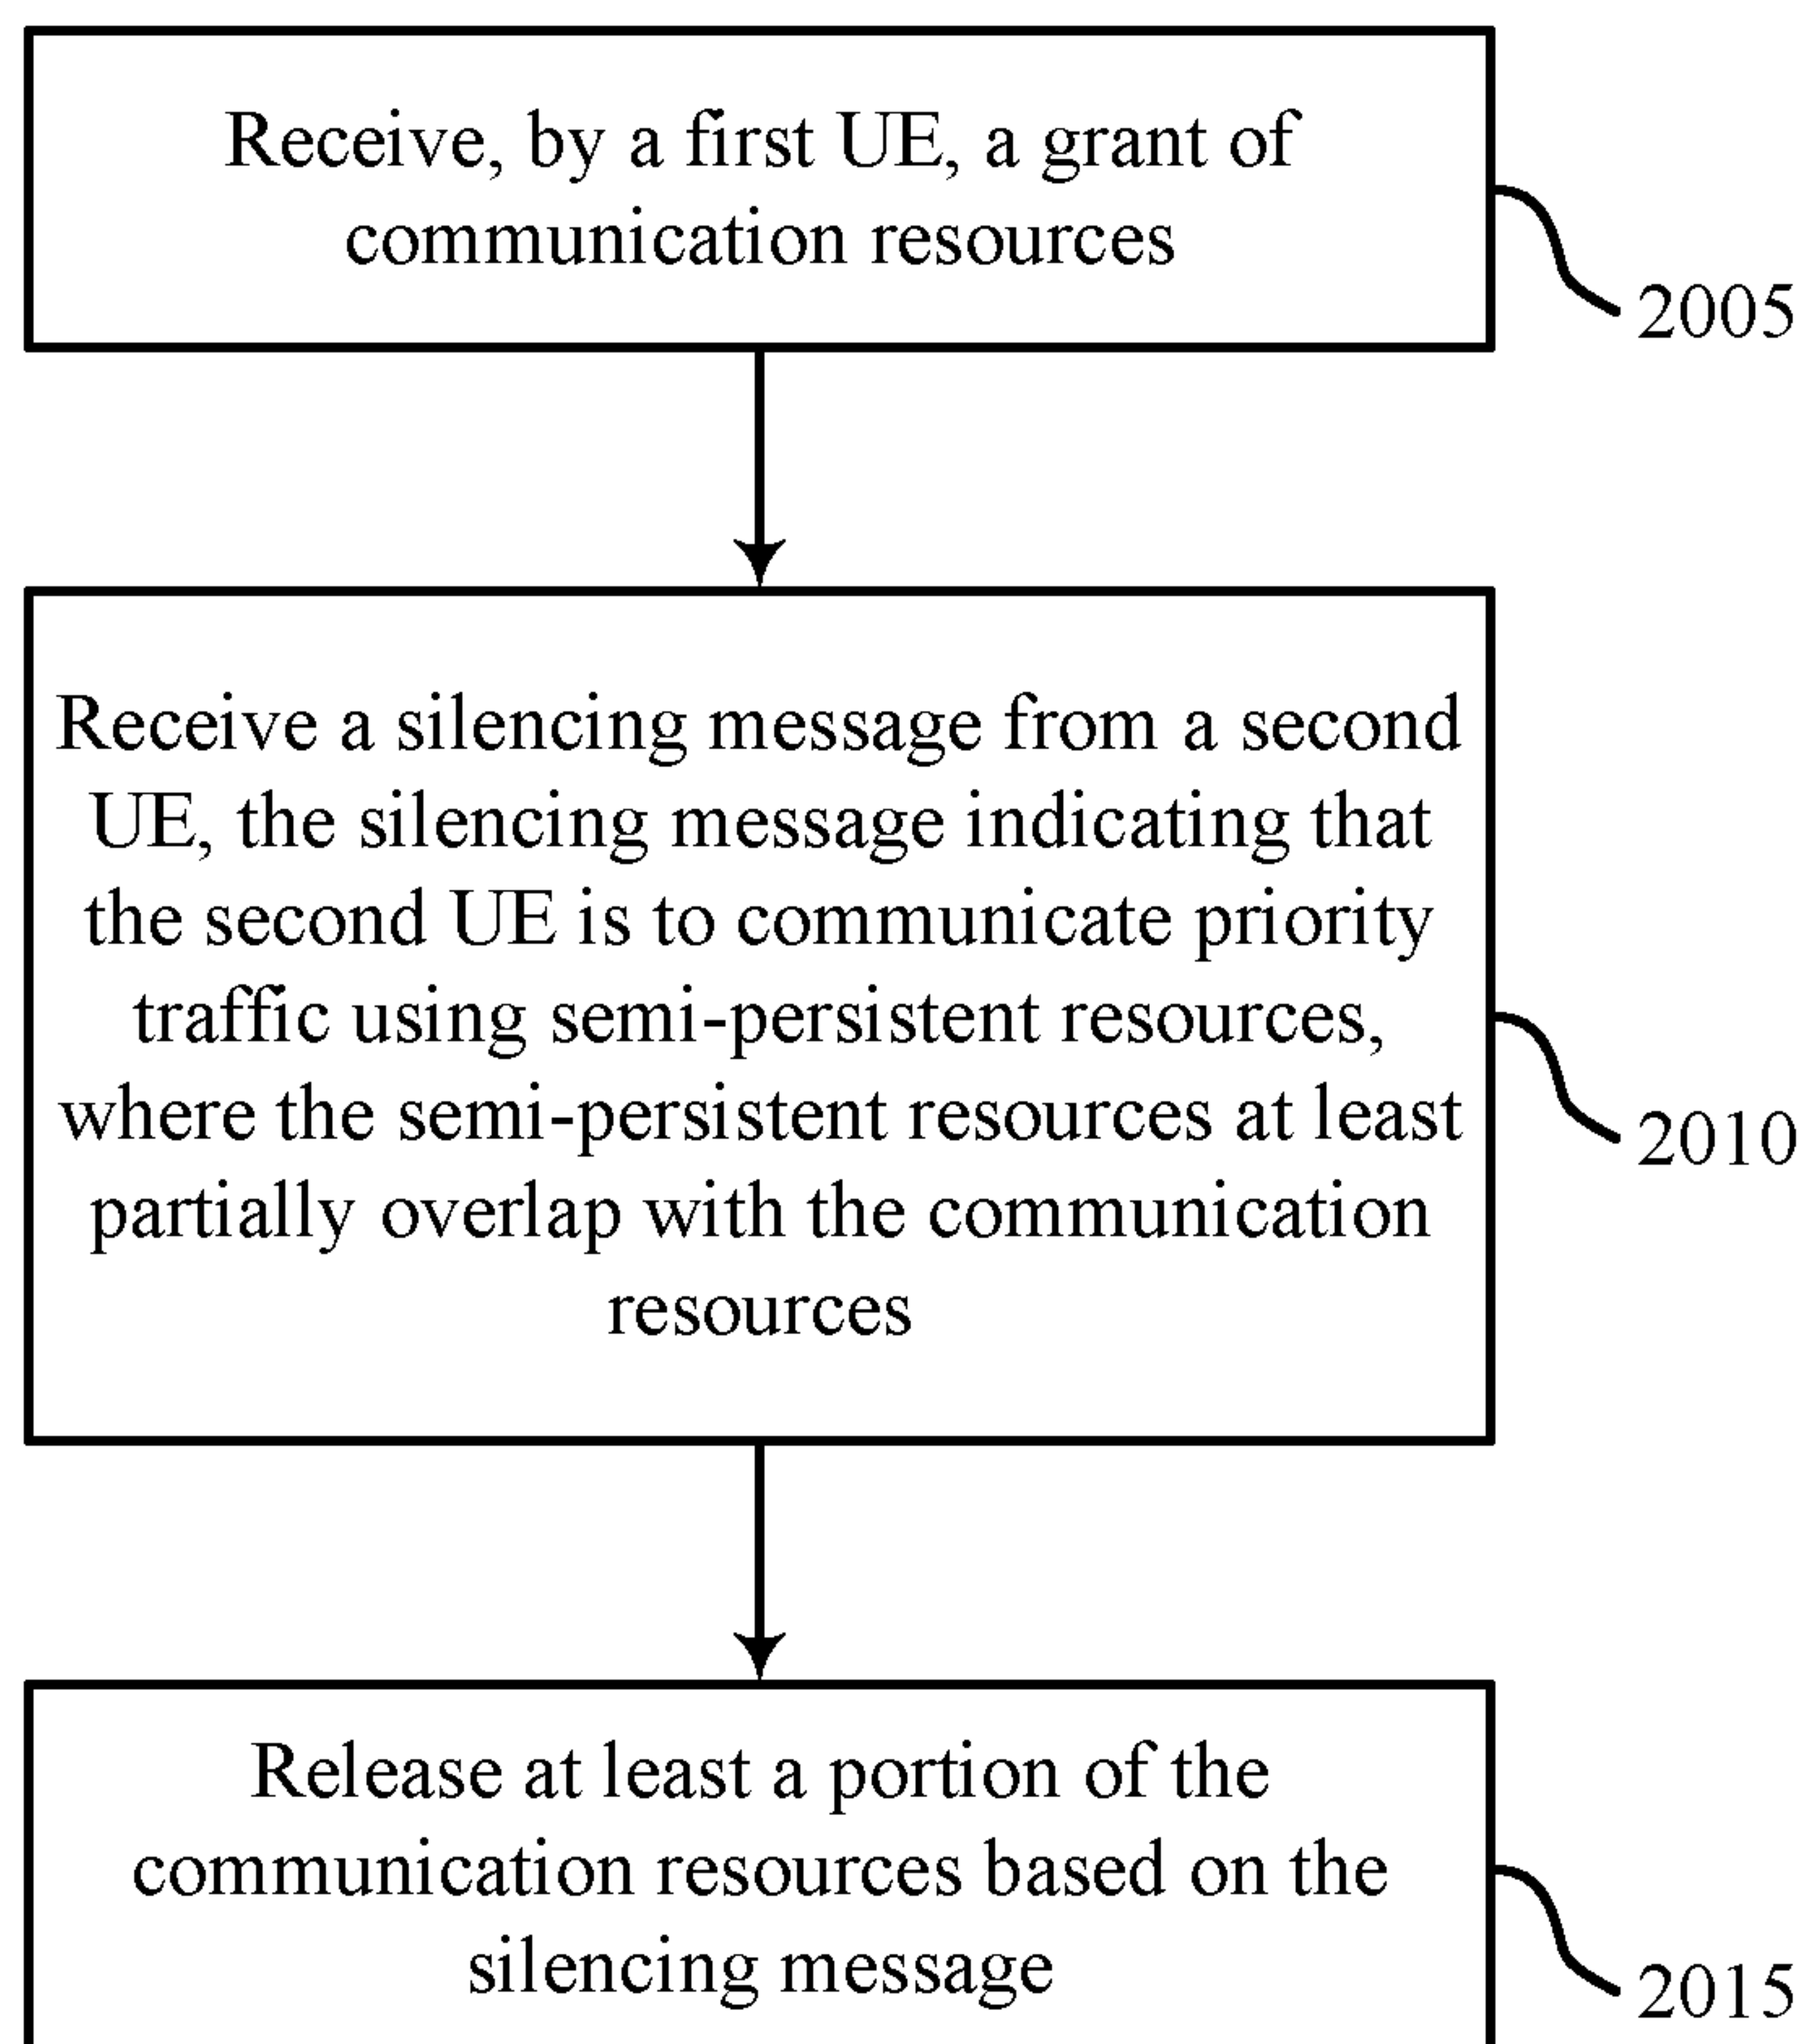 Receive, by a first UE, a grant of
communication resources
2005
Receive a silencing message from a second
UE, the silencing message indicating that
the second UE is to communicate priority
traffic using semi-persistent resources,
where the semi-persistent resources at least
partially overlap with the communication
resources
2010
Release at least a portion of the
communication resources based on the
silencing message
2015